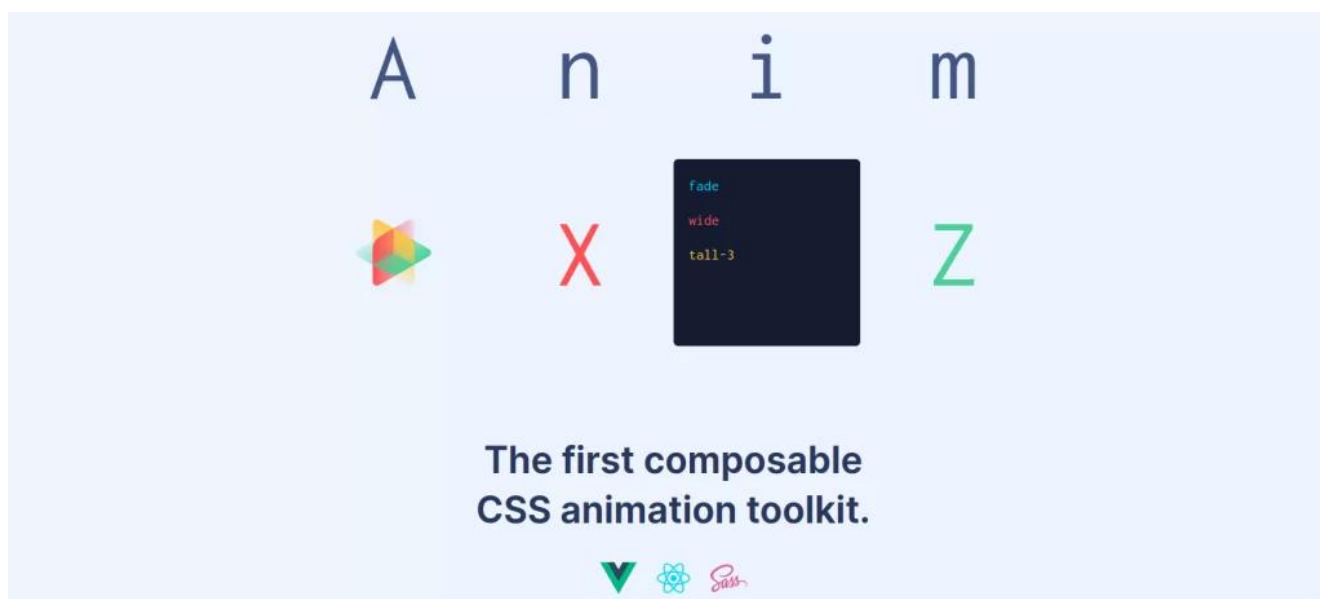 A n i m
X
fade
wide
tall-3
Z
The first composable
CSS animation toolkit.
Sass